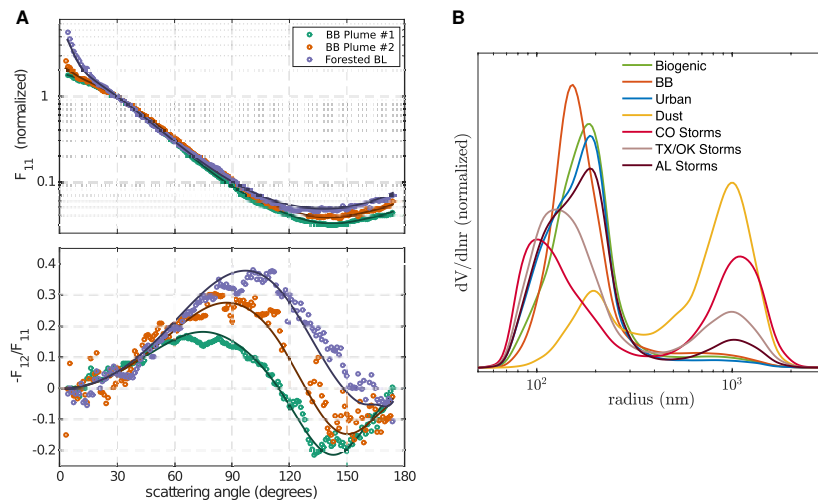 A
BB Plume #1
BB Plume #2
Forested BL
1
0.1
F11 (normalized)
0.4
0.3
0.2
0.1
0
-0.1
-0.2
-F12/F11
0 30 60 90 120 150 180
scattering angle (degrees)
B
Biogenic
BB
Urban
Dust
CO Storms
TX/OK Storms
AL Storms
dV/dlnr (normalized)
10² 10³
radius (nm)